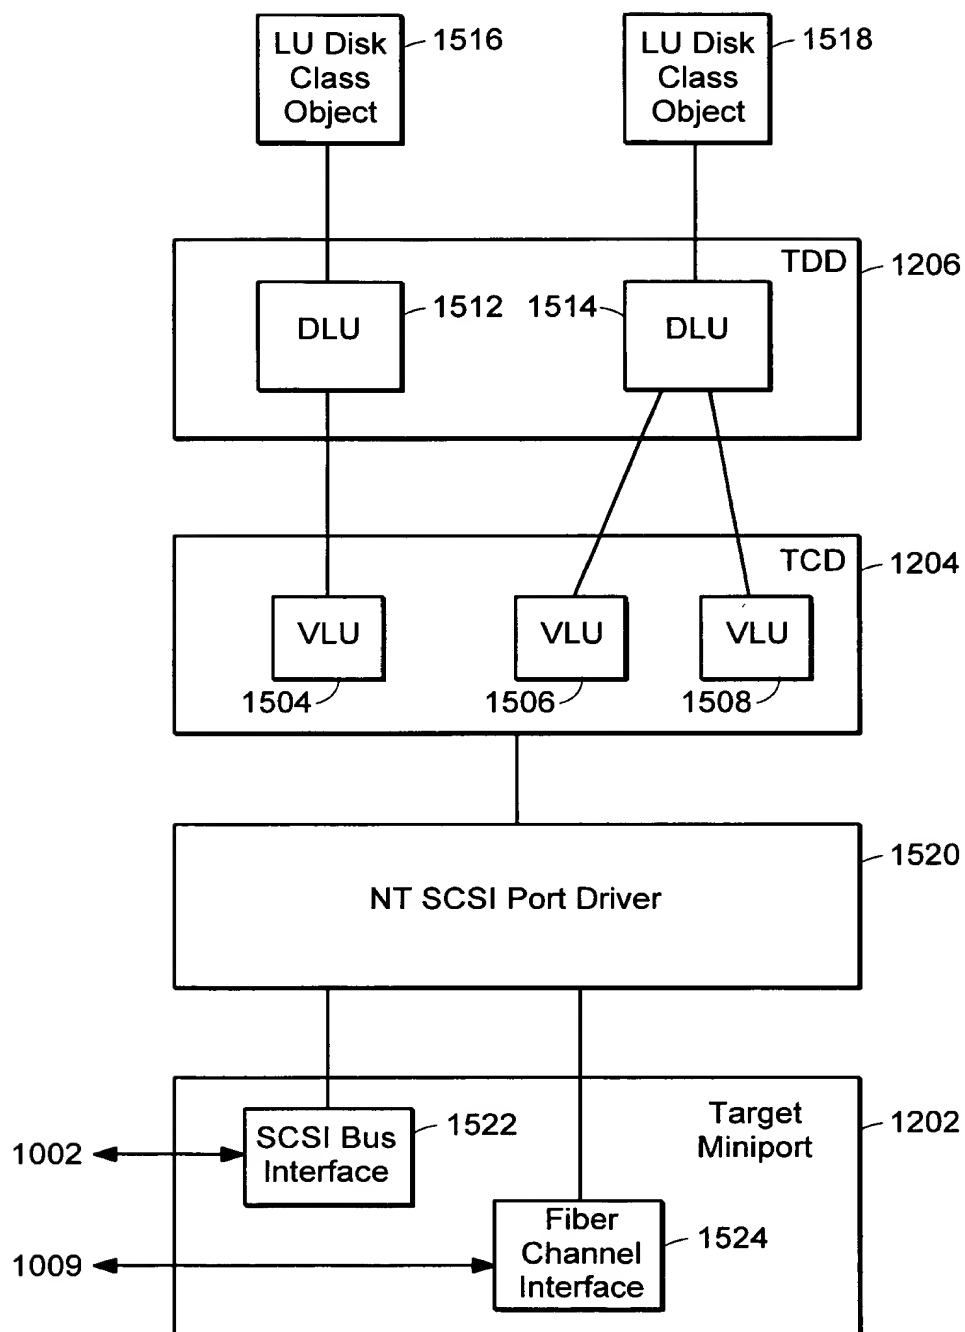 LU Disk
Class
Object
1516
LU Disk
Class
Object
1518
TDD
1206
DLU
1512
1514
DLU
TCD
1204
VLU
VLU
VLU
1504
1506
1508
NT SCSI Port Driver
1520
Target
Miniport
1202
SCSI Bus
Interface
1522
1002
Fiber
Channel
Interface
1524
1009